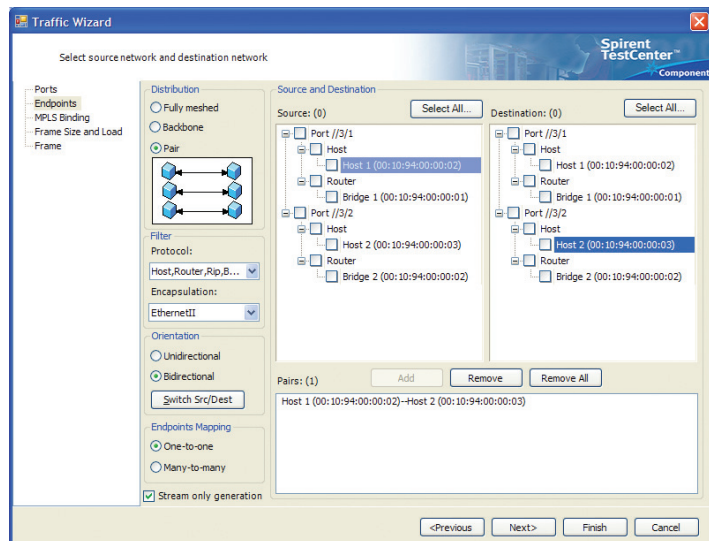 Traffic Wizard
Select source network and destination network
Spirent
TestCenter™
Component
Ports
Endpoints
MPLS Binding
Frame Size and Load
Frame
Distribution
Fully meshed
Backbone
Pair
Filter
Protocol:
Host,Router,Rip,B...
Encapsulation:
EthernetII
Orientation
Unidirectional
Bidirectional
Switch Src/Dest
Endpoints Mapping
One-to-one
Many-to-many
Stream only generation
Source and Destination
Source: (0)
Select All...
Port //3/1
Host
Host 1 (00:10:94:00:00:02)
Router
Bridge 1 (00:10:94:00:00:01)
Port //3/2
Host
Host 2 (00:10:94:00:00:03)
Router
Bridge 2 (00:10:94:00:00:02)
Destination: (0)
Select All...
Port //3/1
Host
Host 1 (00:10:94:00:00:02)
Router
Bridge 1 (00:10:94:00:00:01)
Port //3/2
Host
Host 2 (00:10:94:00:00:03)
Router
Bridge 2 (00:10:94:00:00:02)
Pairs: (1)
Add
Remove
Remove All
Host 1 (00:10:94:00:00:02)--Host 2 (00:10:94:00:00:03)
<Previous
Next>
Finish
Cancel